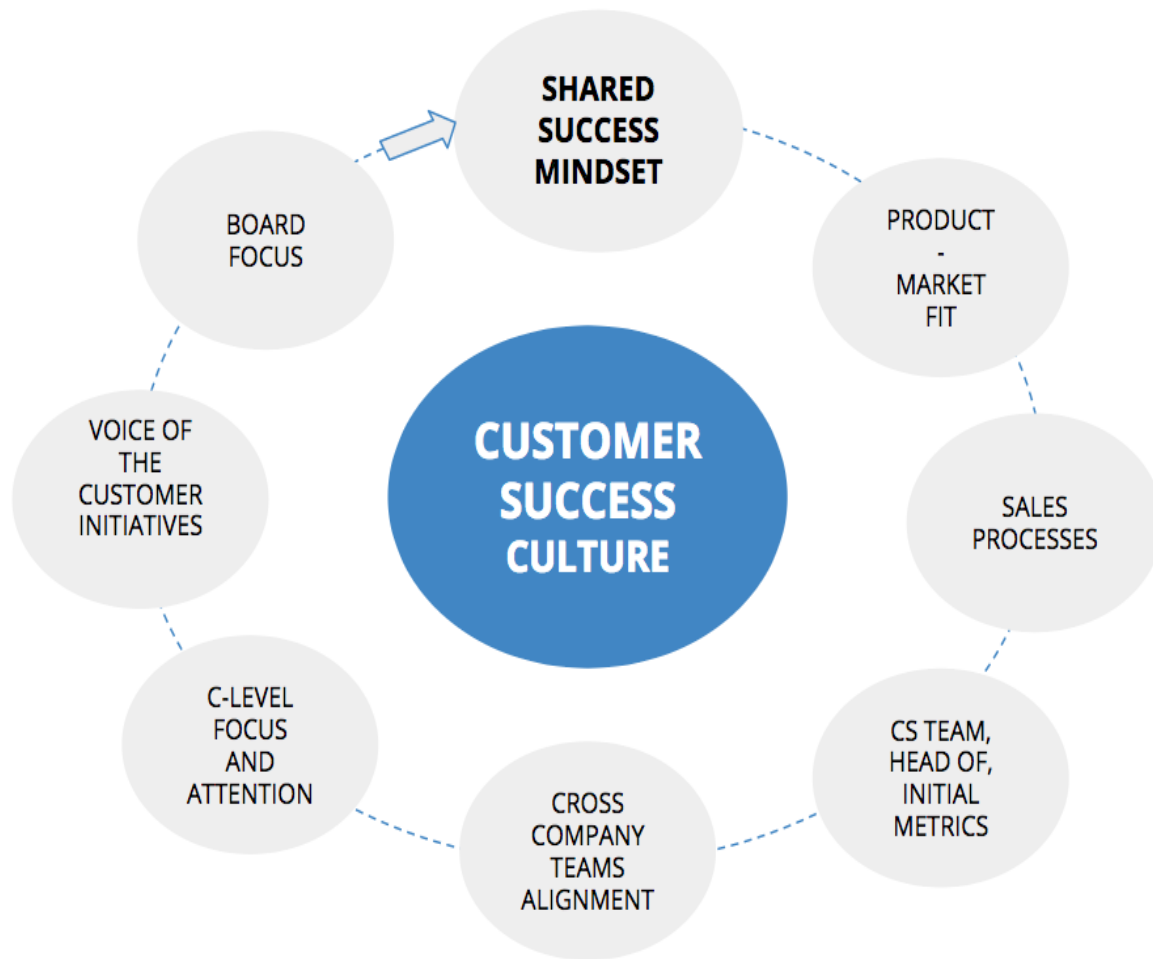 SHARED
SUCCESS
MINDSET
PRODUCT
-
MARKET
FIT
SALES
PROCESSES
CS TEAM,
HEAD OF,
INITIAL
METRICS
CROSS
COMPANY
TEAMS
ALIGNMENT
C-LEVEL
FOCUS
AND
ATTENTION
VOICE OF
THE
CUSTOMER
INITIATIVES
BOARD
FOCUS
CUSTOMER
SUCCESS
CULTURE